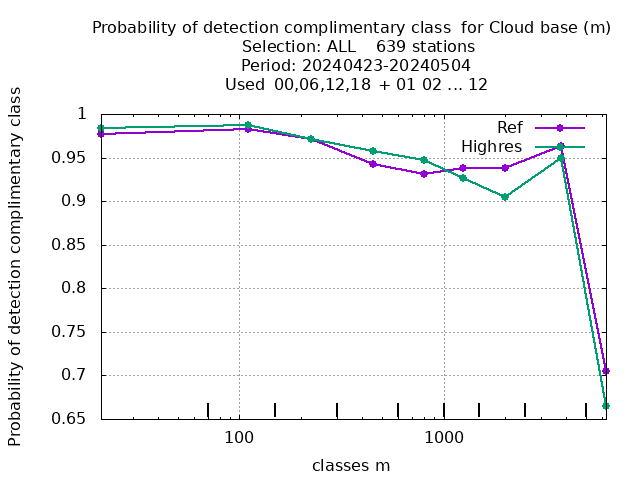 Probability of detection complimentary class  for Cloud base (m)
Selection: ALL    639 stations
Period: 20240423-20240504
Used  00,06,12,18 + 01 02 ... 12
Probability of detection complimentary class
1
0.95
0.9
0.85
0.8
0.75
0.7
0.65
Ref
Highres
100
1000
classes m